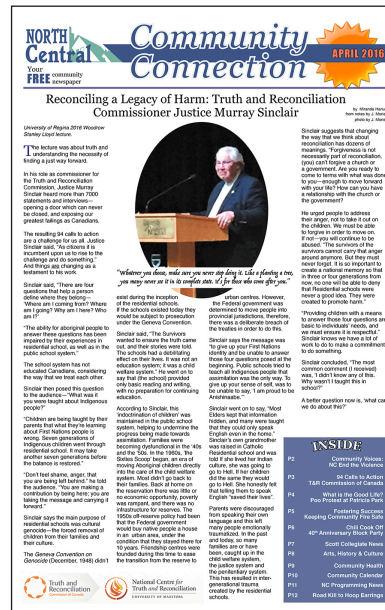 NORTH
Central
Your
FREE community
newspaper
Community
Connection
APRIL 2016
Reconciling a Legacy of Harm: Truth and Reconciliation
Commissioner Justice Murray Sinclair
University of Regina 2016 Woodrow
Stanley Lloyd lecture.
The lecture was about truth and
understanding the necessity of
finding a just way forward.
In his role as commissioner for
the Truth and Reconciliation
Commission, Justice Murray
Sinclair heard more than 7000
statements and interviews—
opening a door which can never
be closed, and exposing our
greatest failings as Canadians.
The resulting 94 calls to action
are a challenge for us all. Justice
Sinclair said, "As citizens it is
incumbent upon us to rise to the
challenge and do something."
And things are changing as a
testament to his work.
Sinclair said, "There are four
questions that help a person
define where they belong—
'Where am I coming from? Where
am I going? Why am I here? Who
am I?'"
"The ability of aboriginal people to
answer these questions has been
impaired by their experiences in
residential school, as well as in the
public school system."
The school system has not
educated Canadians, considering
the way that we treat each other.
Sinclair then posed this question
to the audience—"What was it
you were taught about Indigenous
people?"
"Children are being taught by their
parents that what they're learning
about First Nations people is
wrong. Seven generations of
Indigenous children went through
residential school. It may take
another seven generations before
the balance is restored."
"Don't feel shame, anger, that
you are being left behind." he told
the audience. "You are making a
contribution by being here; you are
taking the message and carrying it
forward."
Sinclair says the main purpose of
residential schools was cultural
genocide—the forced removal of
children from their families and
their culture.
The Geneva Convention on
Genocide (December, 1948) didn't
"Whatever you choose, make sure you never stop doing it. Like a planting a tree,
you many never see it in its complete state. it's for those who come after you."
exist during the inception
of the residential schools.
If the schools existed today they
would be subject to prosecution
under the Geneva Convention.
Sinclair said, "The Survivors
wanted to ensure the truth came
out, and their stories were told.
The schools had a debilitating
effect on their lives. It was not an
education system; it was a child
welfare system." He went on to
say that (the schools) provided
only basic reading and writing,
with no preparation for continuing
education.
According to Sinclair, this
'indoctrination of children' was
maintained in the public school
system, helping to undermine the
progress being made towards
assimilation. Families were
becoming dysfunctional in the '40s
and the '50s. In the 1960s, 'the
Sixties Scoop' began, an era of
moving Aboriginal children directly
into the care of the child welfare
system. Most didn't go back to
their families. Back at home on
the reservation there was little or
no economic opportunity, poverty
was rampant, and there was no
infrastructure for reserves. The
1950s off-reserve policy had been
that the Federal government
would buy native people a house
in an urban area, under the
condition that they stayed there for
10 years. Friendship centres were
founded during this time to ease
the transition from the reserve to
urban centres. However,
the Federal government
was determined to move people into
provincial jurisdictions, therefore,
there was a deliberate breach of
the treaties in order to do this.
Sinclair says the message was
'to give up your First Nations
identity and be unable to answer
those four questions posed at the
beginning. Public schools tried to
teach all Indigenous people that
assimilation was the only way. To
give up your sense of self, was to
be unable to say, 'I am proud to be
Anishinaabe.'
Sinclair went on to say, "Most
Elders kept that information
hidden, and many were taught
that they could only speak
English even in the home."
Sinclair's own grandmother
was raised in Catholic
Residential school and was
told if she lived her Indian
culture, she was going to
go to Hell. If her children
did the same they would
go to Hell. She honestly felt
that telling them to speak
English "saved their lives".
Parents were discouraged
from speaking their own
language and this left
many people emotionally
traumatized. In the past
and today, so many
families are or have
been, caught up in the
child welfare system,
the justice system and
the penitentiary system.
This has resulted in inter-
generational trauma
created by the residential
schools.
from notes by J. Morier
photo by J. Morier
Sinclair suggests that changing
the way that we think about
reconciliation has dozens of
meanings. "Forgiveness is not
necessarily part of reconciliation,
(you) can't forgive a church or
a government. Are you ready to
come to terms with what was done
to you—enough to move forward
with your life? How can you have
a relationship with the church or
the government?
He urged people to address
their anger, not to take it out on
the children. We must be able
to forgive in order to move on.
If not—you will continue to be
abused. "The survivors of the
schools cannot carry that anger
around anymore. But they must
never forget. It is so important to
create a national memory so that
in three or four generations from
now, no one will be able to deny
that Residential schools were
never a good idea. They were
created to promote harm."
"Providing children with a means
to answer those four questions and
basic to individuals' needs, and
we must ensure it is respectful."
Sinclair knows we have a lot of
work to do to make a commitment
to do something.
Sinclair concluded, "The most
common comment (I received)
was, 'I didn't know any of this.
Why wasn't I taught this in
school?'"
A better question now is, 'what can
we do about this?'
INSIDE
P2 Community Voices:
NC End the Violence
P3 94 Calls to Action
T&R Commission of Canada
P4 What is the Good Life?
Poo Protest at Patricia Park
P5 Fostering Success
Keeping Community Fire Safe
P6 Chili Cook Off
40th Anniversary Block Party
P7 Scott Collegiate News
P8 Arts, History & Culture
P9 Community Health
P10 Community Calendar
P11 NC Programming News
P12 Road Kill to Hoop Earrings
Truth and
Reconciliation
Commission of Canada
National Centre for
Truth and Reconciliation
UNIVERSITY OF MANITOBA